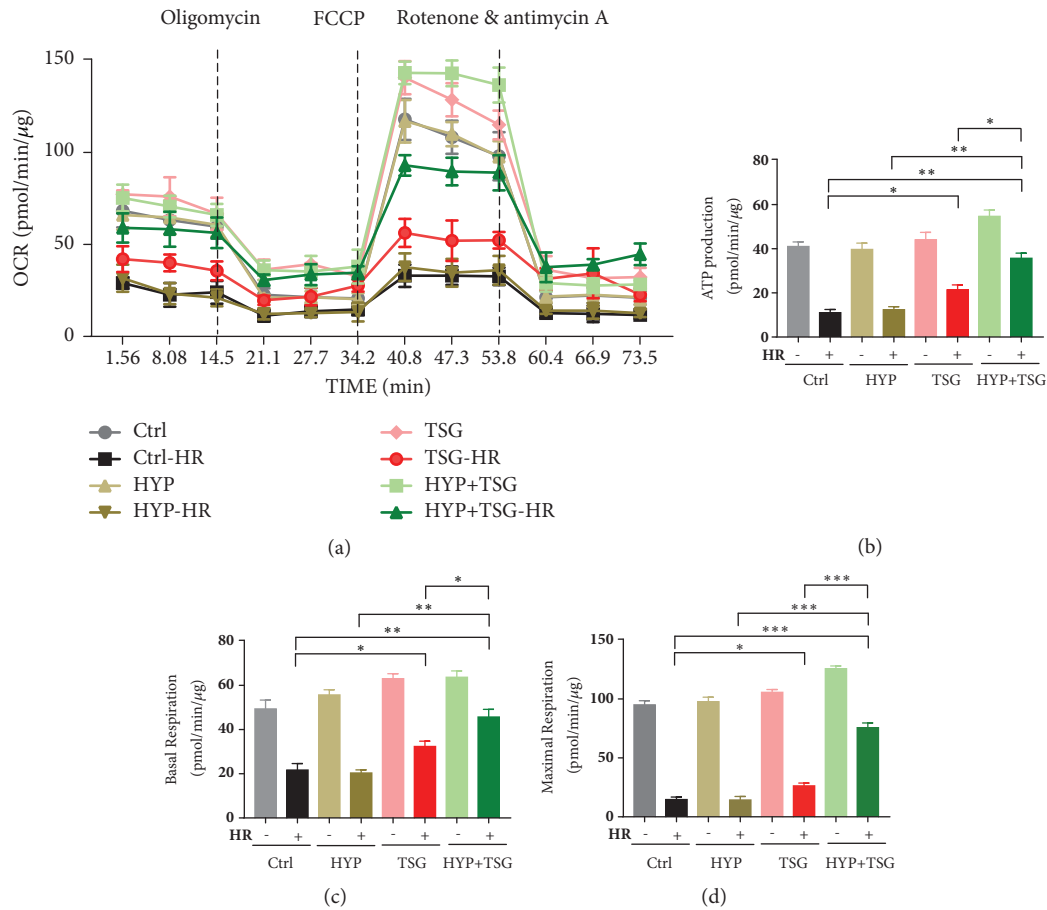 Oligomycin FCCP Rotenone & antimycin A
150
100
50
0
OCR (pmol/min/μg)
1.56 8.08 14.5 21.1 27.7 34.2 40.8 47.3 53.8 60.4 66.9 73.5
TIME (min)
Ctrl
Ctrl-HR
HYP
HYP-HR
TSG
TSG-HR
HYP+TSG
HYP+TSG-HR
(a)
*
**
**
*
80
60
40
20
0
ATP production
(pmol/min/μg)
HR - + - + - + - +
Ctrl HYP TSG HYP+TSG
(b)
*
**
**
*
80
60
40
20
0
Basal Respiration
(pmol/min/μg)
HR - + - + - + - +
Ctrl HYP TSG HYP+TSG
(c)
***
***
***
*
150
100
50
0
Maximal Respiration
(pmol/min/μg)
HR - + - + - + - +
Ctrl HYP TSG HYP+TSG
(d)